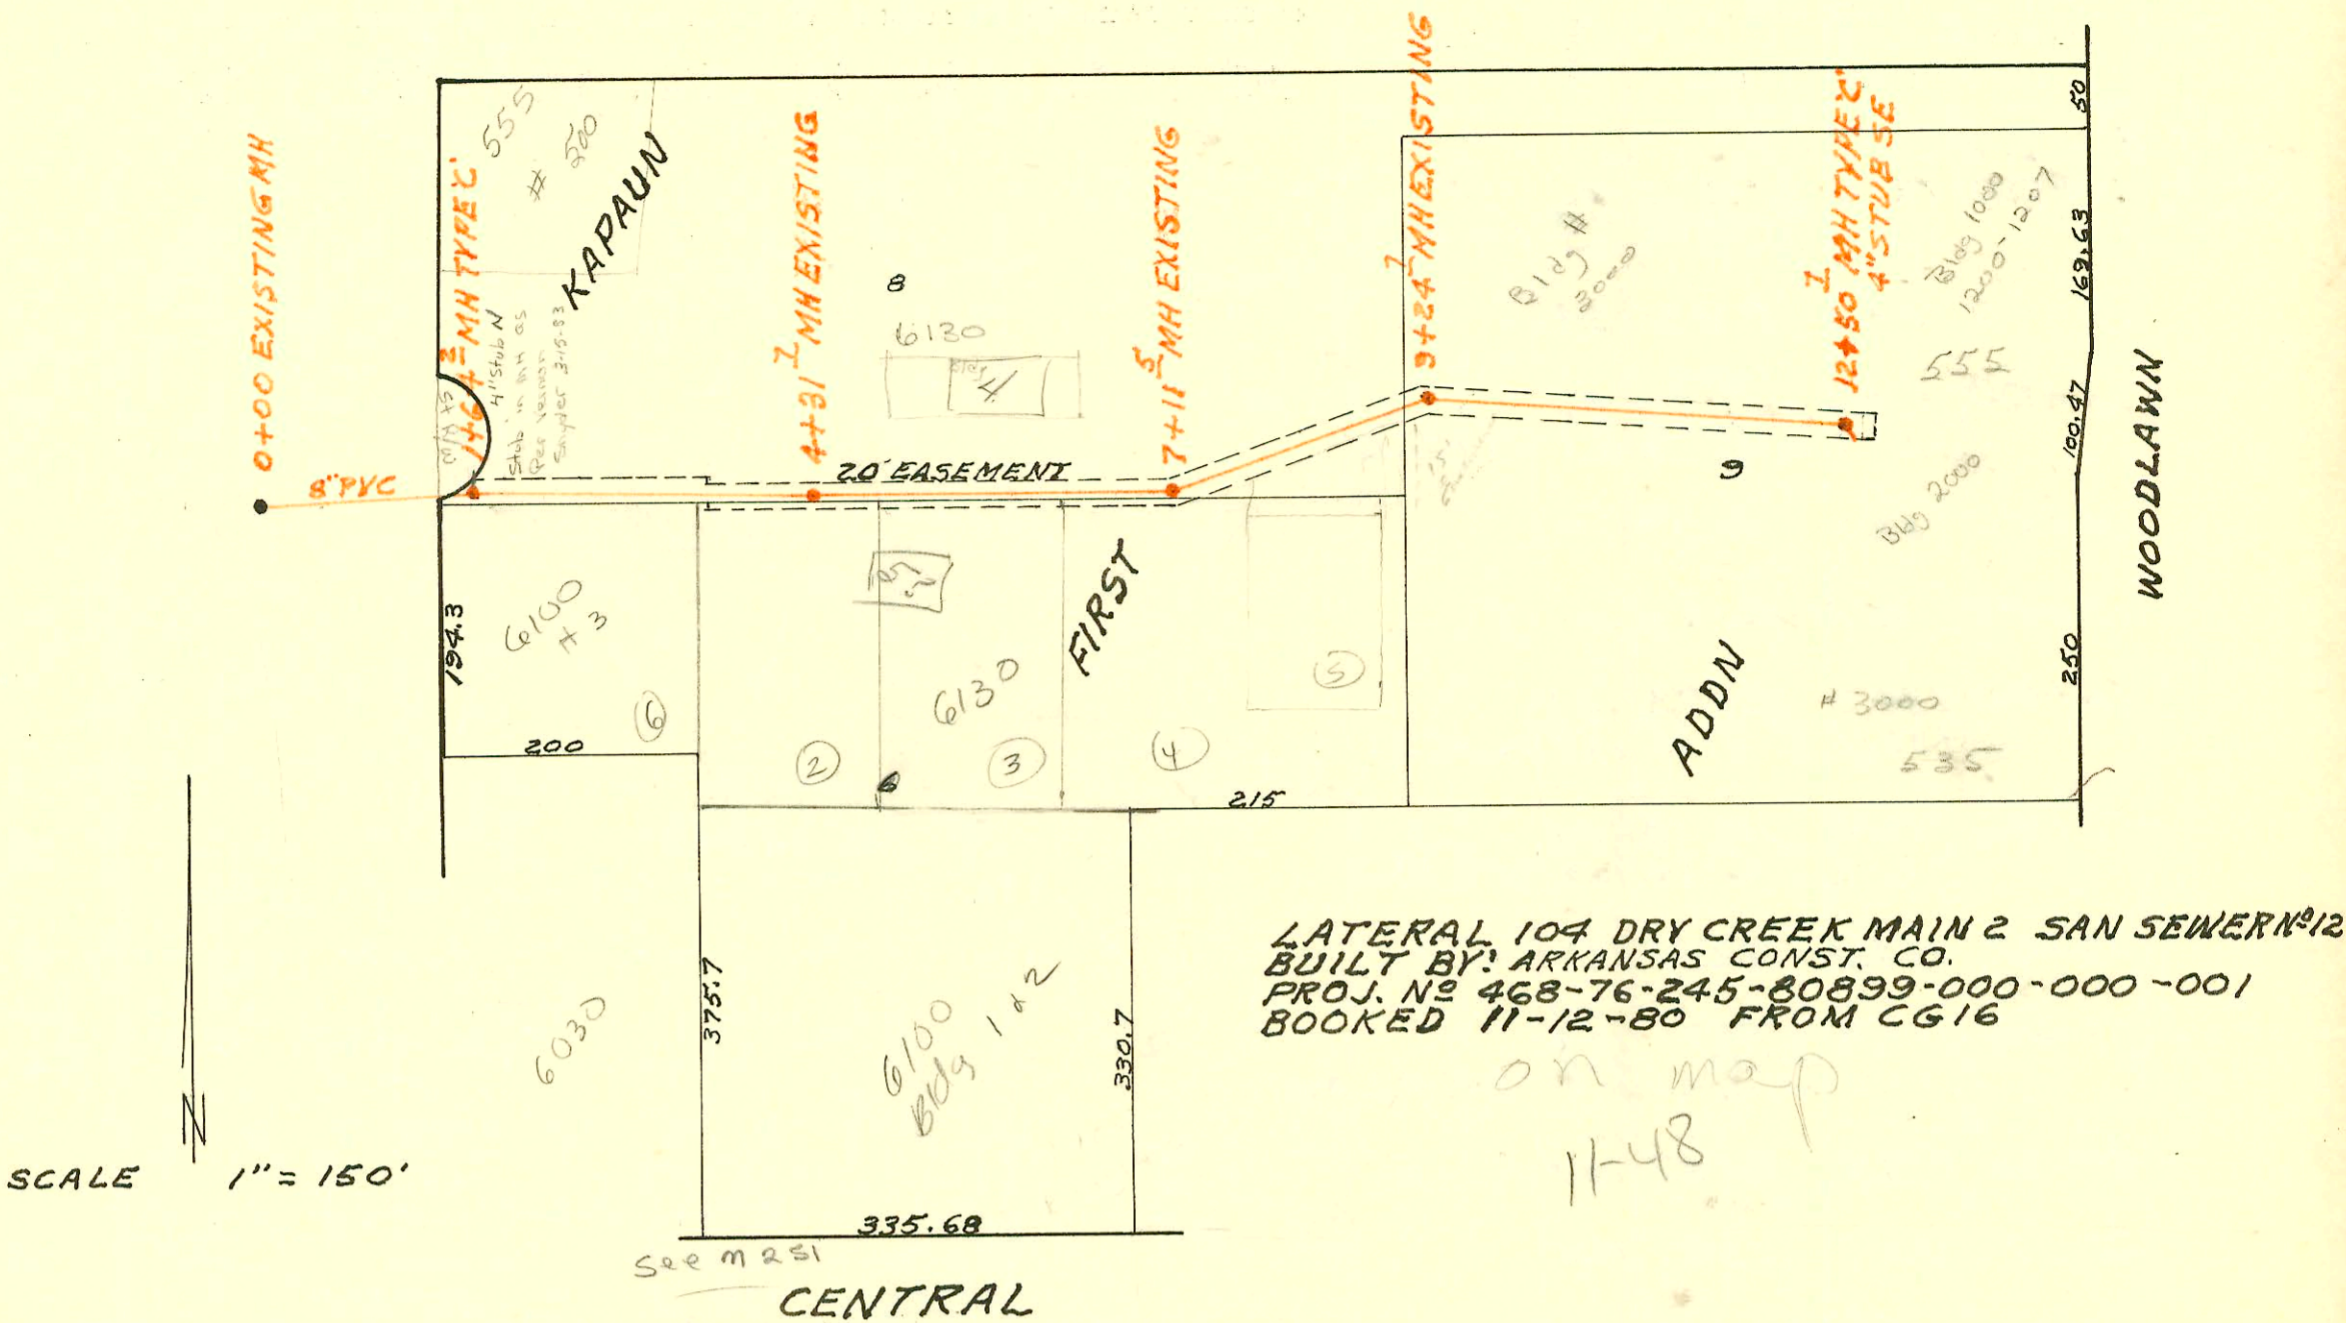 0+00 EXISTING MH
8" PVC
1+64² MH TYPE 'C'
4" Stub N
Stub in MH as
Per Vernon
Snyder 3-15-83
555
# 500
KAPAUN
4+31⁷ MH EXISTING
8
6130
20' EASEMENT
7+11⁵ MH EXISTING
9+24⁷ MH EXISTING
Bldg #
3000
12+50¹ MH TYPE 'C'
4" STUB SE
Bldg 1000
1200-1207
555
50
169.63
100.47
250
WOODLAWN
9
Bldg 2000
# 3000
535
ADDN
FIRST
194.3
6100
# 3
6
200
2
6130
3
6
4
5
215
375.7
6030
6100
Bldg 1 & 2
330.7
335.68
See M 251
CENTRAL
N
SCALE 1" = 150'
LATERAL 104 DRY CREEK MAIN 2 SAN SEWER Nº 12
BUILT BY: ARKANSAS CONST. CO.
PROJ. Nº 468-76-245-80899-000-000-001
BOOKED 11-12-80 FROM CG16
on map
11-48